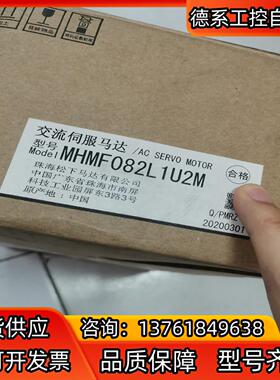 德系工控自
交流伺服马达 /AC SERVO MOTOR
型号
Model MHMF082L1U2M
合格
珠海松下马达有限公司
中国广东省珠海市南屏
科技工业园屏东3路3号
原产地：中国
Q/PMRZ
20200301
货供应
咨询：13761849638
可开发票
品质保障
型号齐